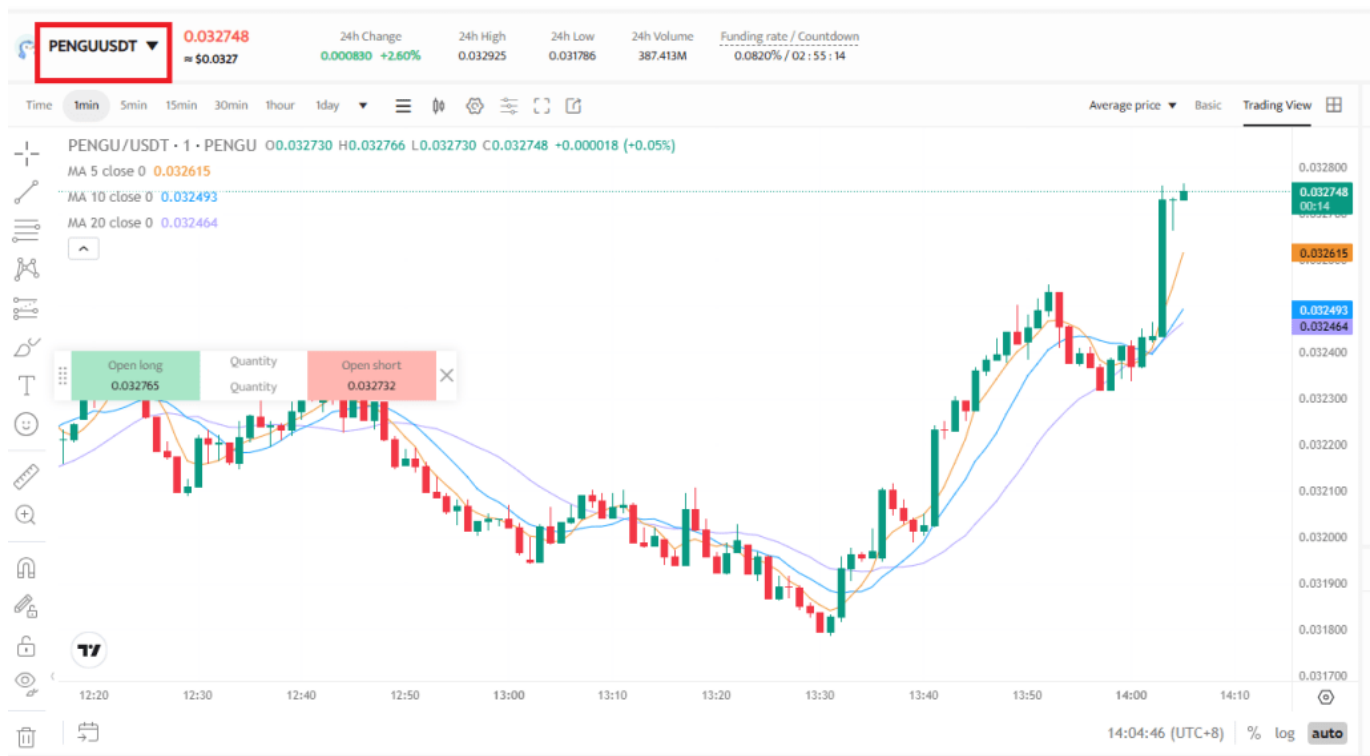 PENGUUSDT ▼
0.032748
≈ $0.0327
24h Change
0.000830 +2.60%
24h High
0.032925
24h Low
0.031786
24h Volume
387.413M
Funding rate / Countdown
0.0820% / 02 : 55 : 14
Time 1min 5min 15min 30min 1hour 1day ▼
Average price ▼ Basic Trading View
PENGU/USDT · 1 · PENGU O0.032730 H0.032766 L0.032730 C0.032748 +0.000018 (+0.05%)
MA 5 close 0 0.032615
MA 10 close 0 0.032493
MA 20 close 0 0.032464
Open long
0.032765
Quantity
Quantity
Open short
0.032732
0.032800
0.032748
00:14
0.032615
0.032493
0.032464
0.032400
0.032300
0.032200
0.032100
0.032000
0.031900
0.031800
0.031700
12:20 12:30 12:40 12:50 13:00 13:10 13:20 13:30 13:40 13:50 14:00 14:10
14:04:46 (UTC+8) % log auto